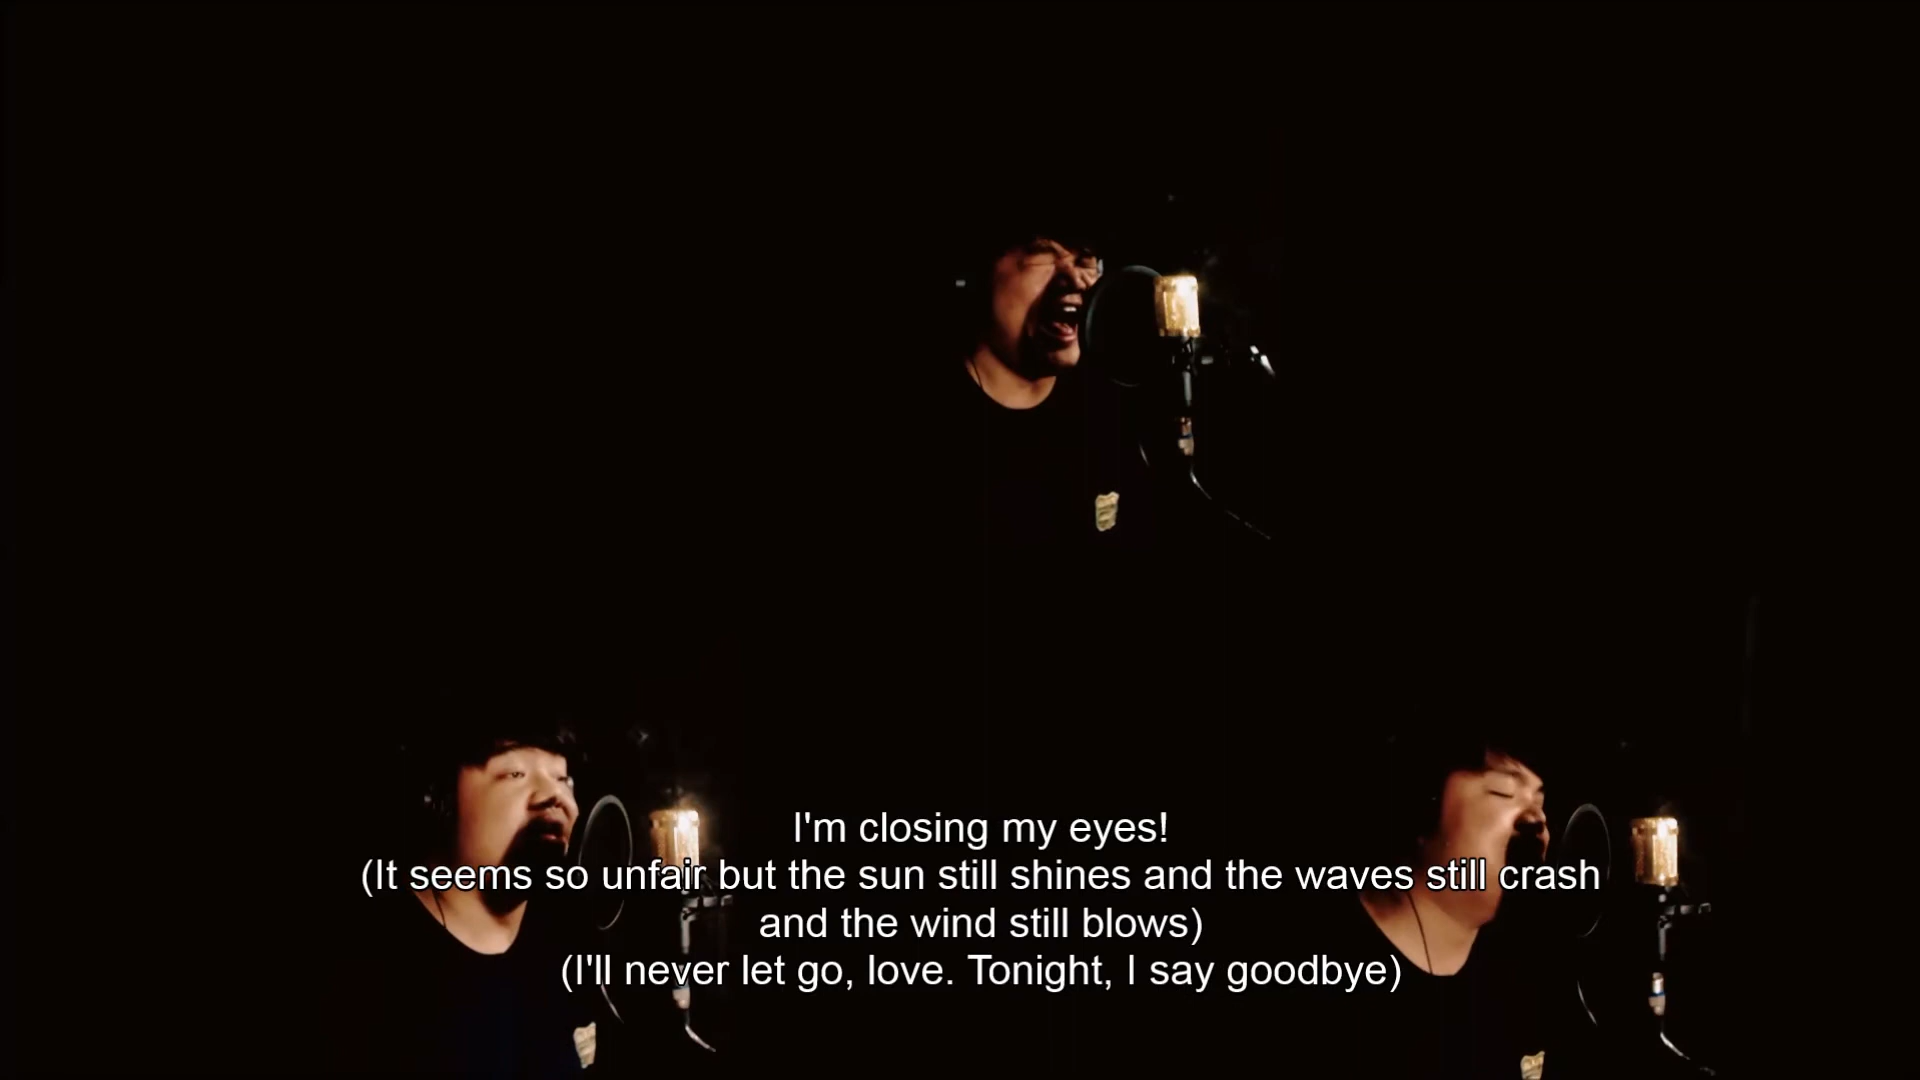 I'm closing my eyes!
(It seems so unfair but the sun still shines and the waves still crash
and the wind still blows)
(I'll never let go, love. Tonight, I say goodbye)